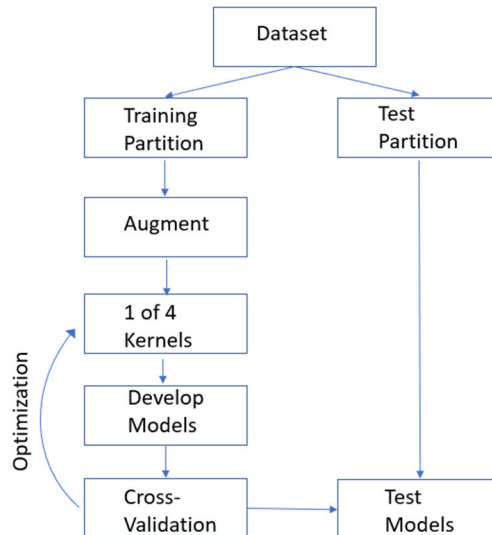 Dataset
Training
Partition
Test
Partition
Augment
1 of 4
Kernels
Optimization
Develop
Models
Cross-
Validation
Test
Models